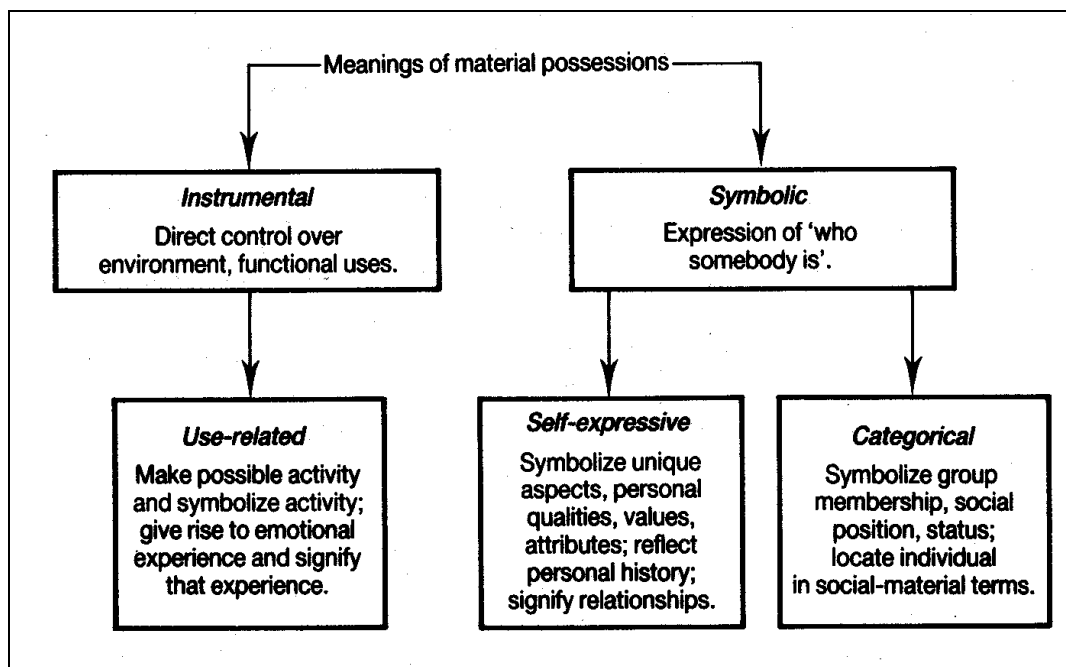 Meanings of material possessions
Instrumental
Direct control over
environment, functional uses.
Symbolic
Expression of ‘who
somebody is’.
Use-related
Make possible activity
and symbolize activity;
give rise to emotional
experience and signify
that experience.
Self-expressive
Symbolize unique
aspects, personal
qualities, values,
attributes; reflect
personal history;
signify relationships.
Categorical
Symbolize group
membership, social
position, status;
locate individual
in social-material terms.